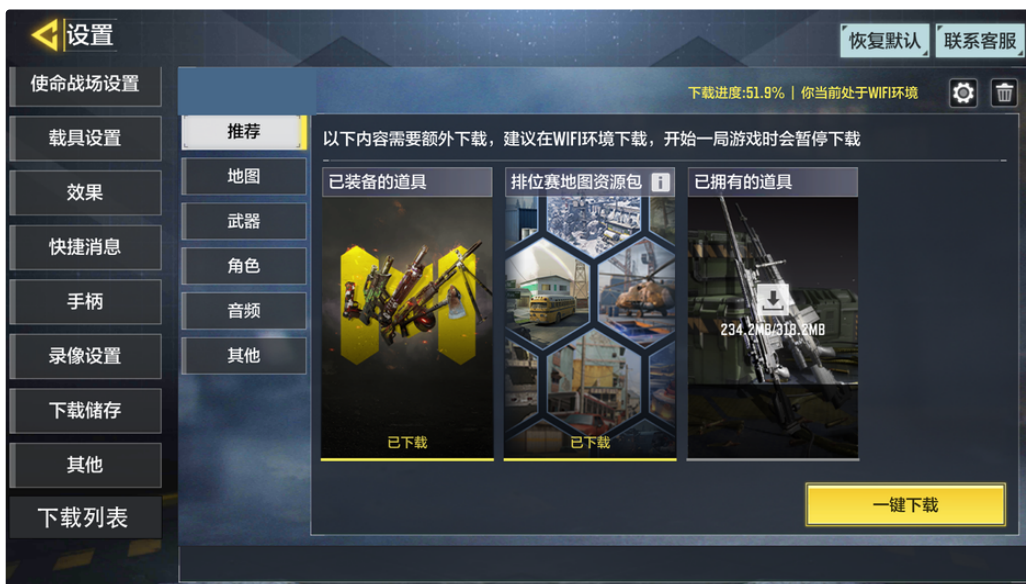 设置
恢复默认
联系客服
使命战场设置
载具设置
效果
快捷消息
手柄
录像设置
下载储存
其他
下载列表
下载进度:51.9% | 你当前处于WIFI环境
推荐
地图
武器
角色
音频
其他
以下内容需要额外下载，建议在WIFI环境下载，开始一局游戏时会暂停下载
已装备的道具
已下载
排位赛地图资源包
已下载
已拥有的道具
234.2MB/318.2MB
一键下载